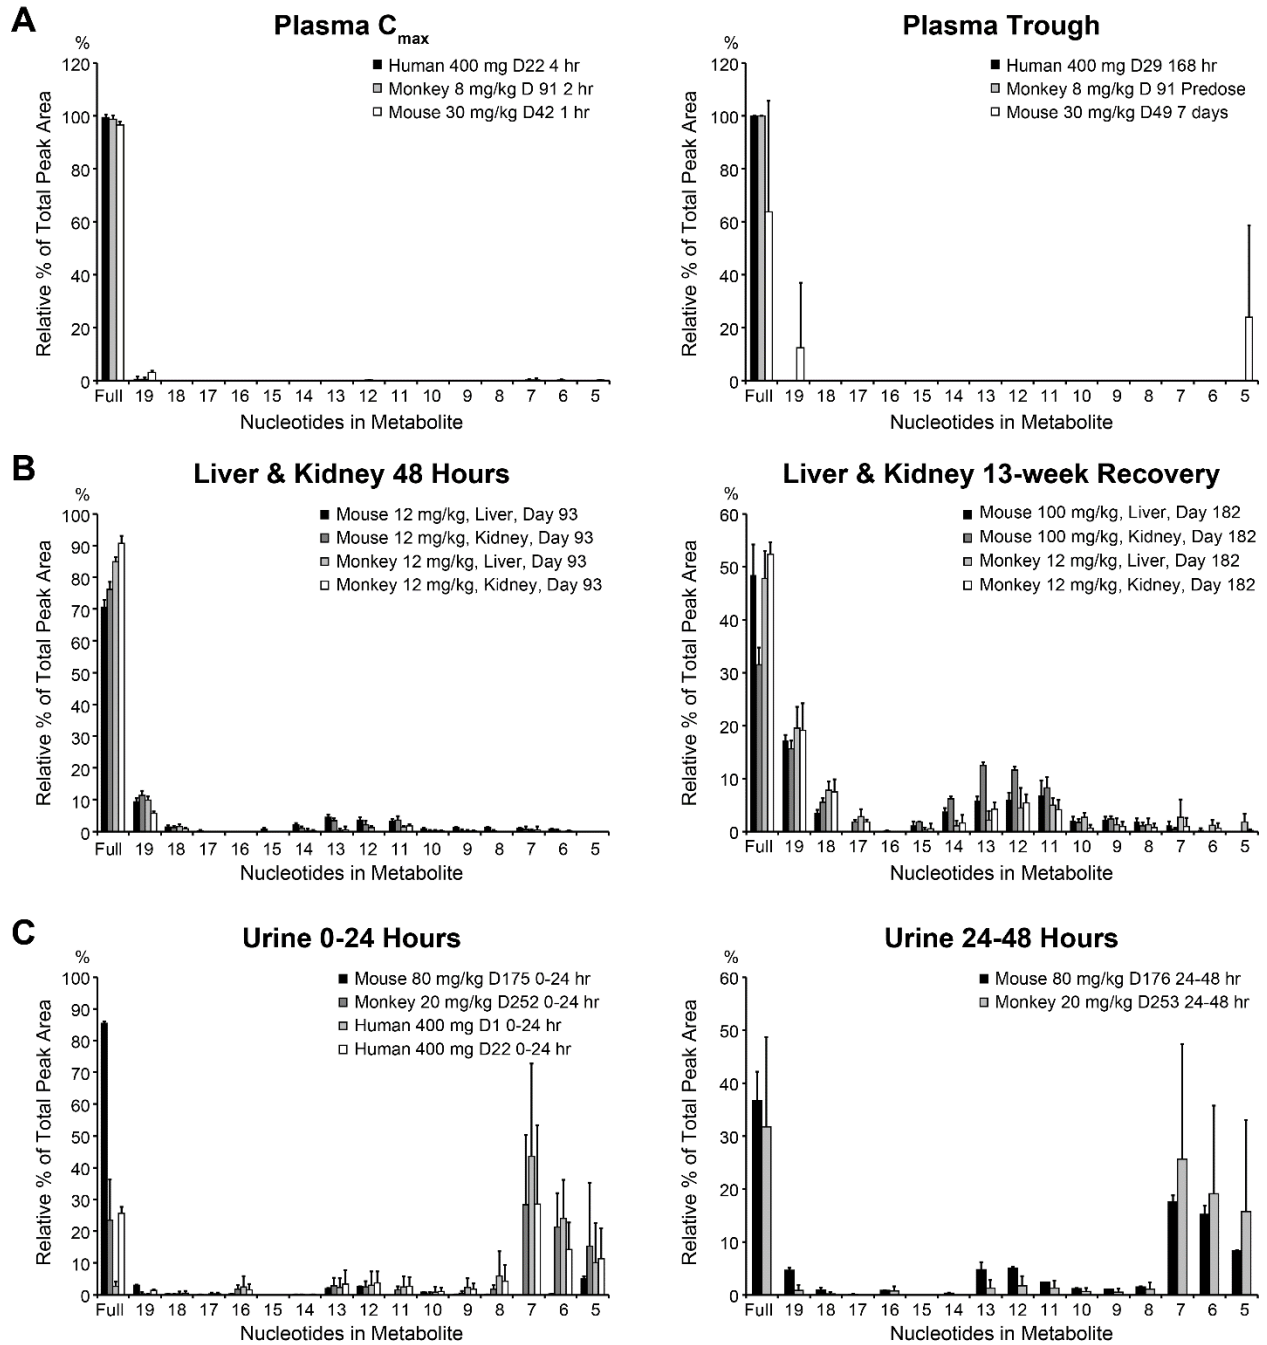 A
Plasma Cmax
%
120
100
80
60
40
20
0
Relative % of Total Peak Area
Human 400 mg D22 4 hr
Monkey 8 mg/kg D 91 2 hr
Mouse 30 mg/kg D42 1 hr
Full 19 18 17 16 15 14 13 12 11 10 9 8 7 6 5
Nucleotides in Metabolite
Plasma Trough
%
120
100
80
60
40
20
0
Relative % of Total Peak Area
Human 400 mg D29 168 hr
Monkey 8 mg/kg D 91 Predose
Mouse 30 mg/kg D49 7 days
Full 19 18 17 16 15 14 13 12 11 10 9 8 7 6 5
Nucleotides in Metabolite
B
Liver & Kidney 48 Hours
%
100
90
80
70
60
50
40
30
20
10
0
Relative % of Total Peak Area
Mouse 12 mg/kg, Liver, Day 93
Mouse 12 mg/kg, Kidney, Day 93
Monkey 12 mg/kg, Liver, Day 93
Monkey 12 mg/kg, Kidney, Day 93
Full 19 18 17 16 15 14 13 12 11 10 9 8 7 6 5
Nucleotides in Metabolite
Liver & Kidney 13-week Recovery
%
60
50
40
30
20
10
0
Relative % of Total Peak Area
Mouse 100 mg/kg, Liver, Day 182
Mouse 100 mg/kg, Kidney, Day 182
Monkey 12 mg/kg, Liver, Day 182
Monkey 12 mg/kg, Kidney, Day 182
Full 19 18 17 16 15 14 13 12 11 10 9 8 7 6 5
Nucleotides in Metabolite
C
Urine 0-24 Hours
%
100
90
80
70
60
50
40
30
20
10
0
Relative % of Total Peak Area
Mouse 80 mg/kg D175 0-24 hr
Monkey 20 mg/kg D252 0-24 hr
Human 400 mg D1 0-24 hr
Human 400 mg D22 0-24 hr
Full 19 18 17 16 15 14 13 12 11 10 9 8 7 6 5
Nucleotides in Metabolite
Urine 24-48 Hours
%
60
50
40
30
20
10
0
Relative % of Total Peak Area
Mouse 80 mg/kg D176 24-48 hr
Monkey 20 mg/kg D253 24-48 hr
Full 19 18 17 16 15 14 13 12 11 10 9 8 7 6 5
Nucleotides in Metabolite